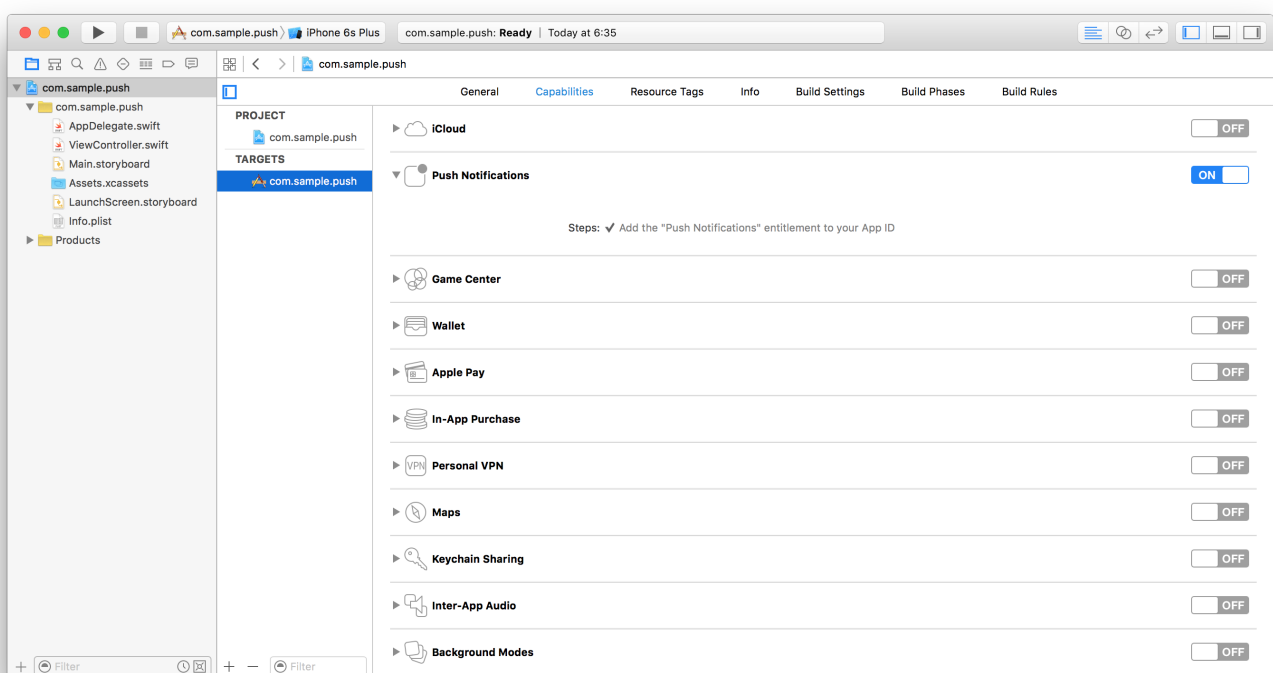 com.sample.push iPhone 6s Plus com.sample.push: Ready | Today at 6:35
com.sample.push
com.sample.push
com.sample.push
AppDelegate.swift
ViewController.swift
Main.storyboard
Assets.xcassets
LaunchScreen.storyboard
Info.plist
Products
Filter
PROJECT
com.sample.push
TARGETS
com.sample.push
Filter
General Capabilities Resource Tags Info Build Settings Build Phases Build Rules
iCloud OFF
Push Notifications ON
Steps: ✓ Add the "Push Notifications" entitlement to your App ID
Game Center OFF
Wallet OFF
Apple Pay OFF
In-App Purchase OFF
VPN Personal VPN OFF
Maps OFF
Keychain Sharing OFF
Inter-App Audio OFF
Background Modes OFF